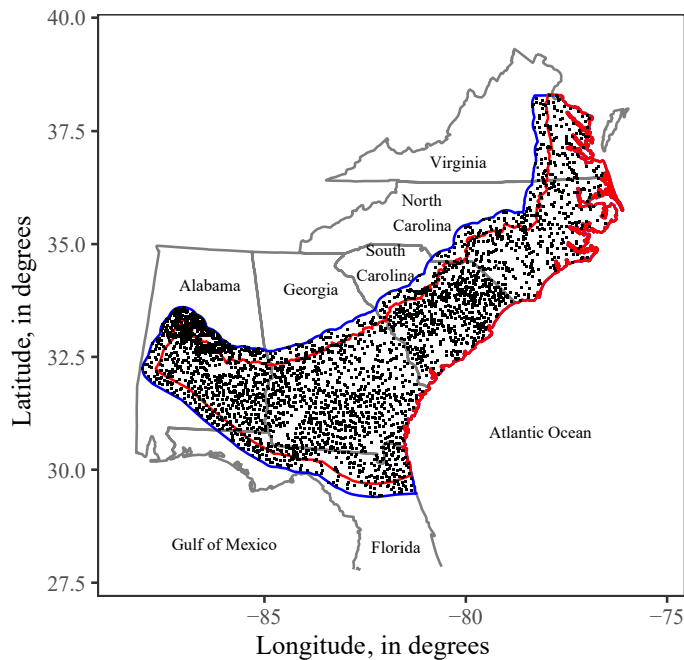 40.0
37.5
35.0
32.5
30.0
27.5
Latitude, in degrees
Virginia
North
Carolina
South
Carolina
Alabama
Georgia
Atlantic Ocean
Gulf of Mexico
Florida
−85
−80
−75
Longitude, in degrees